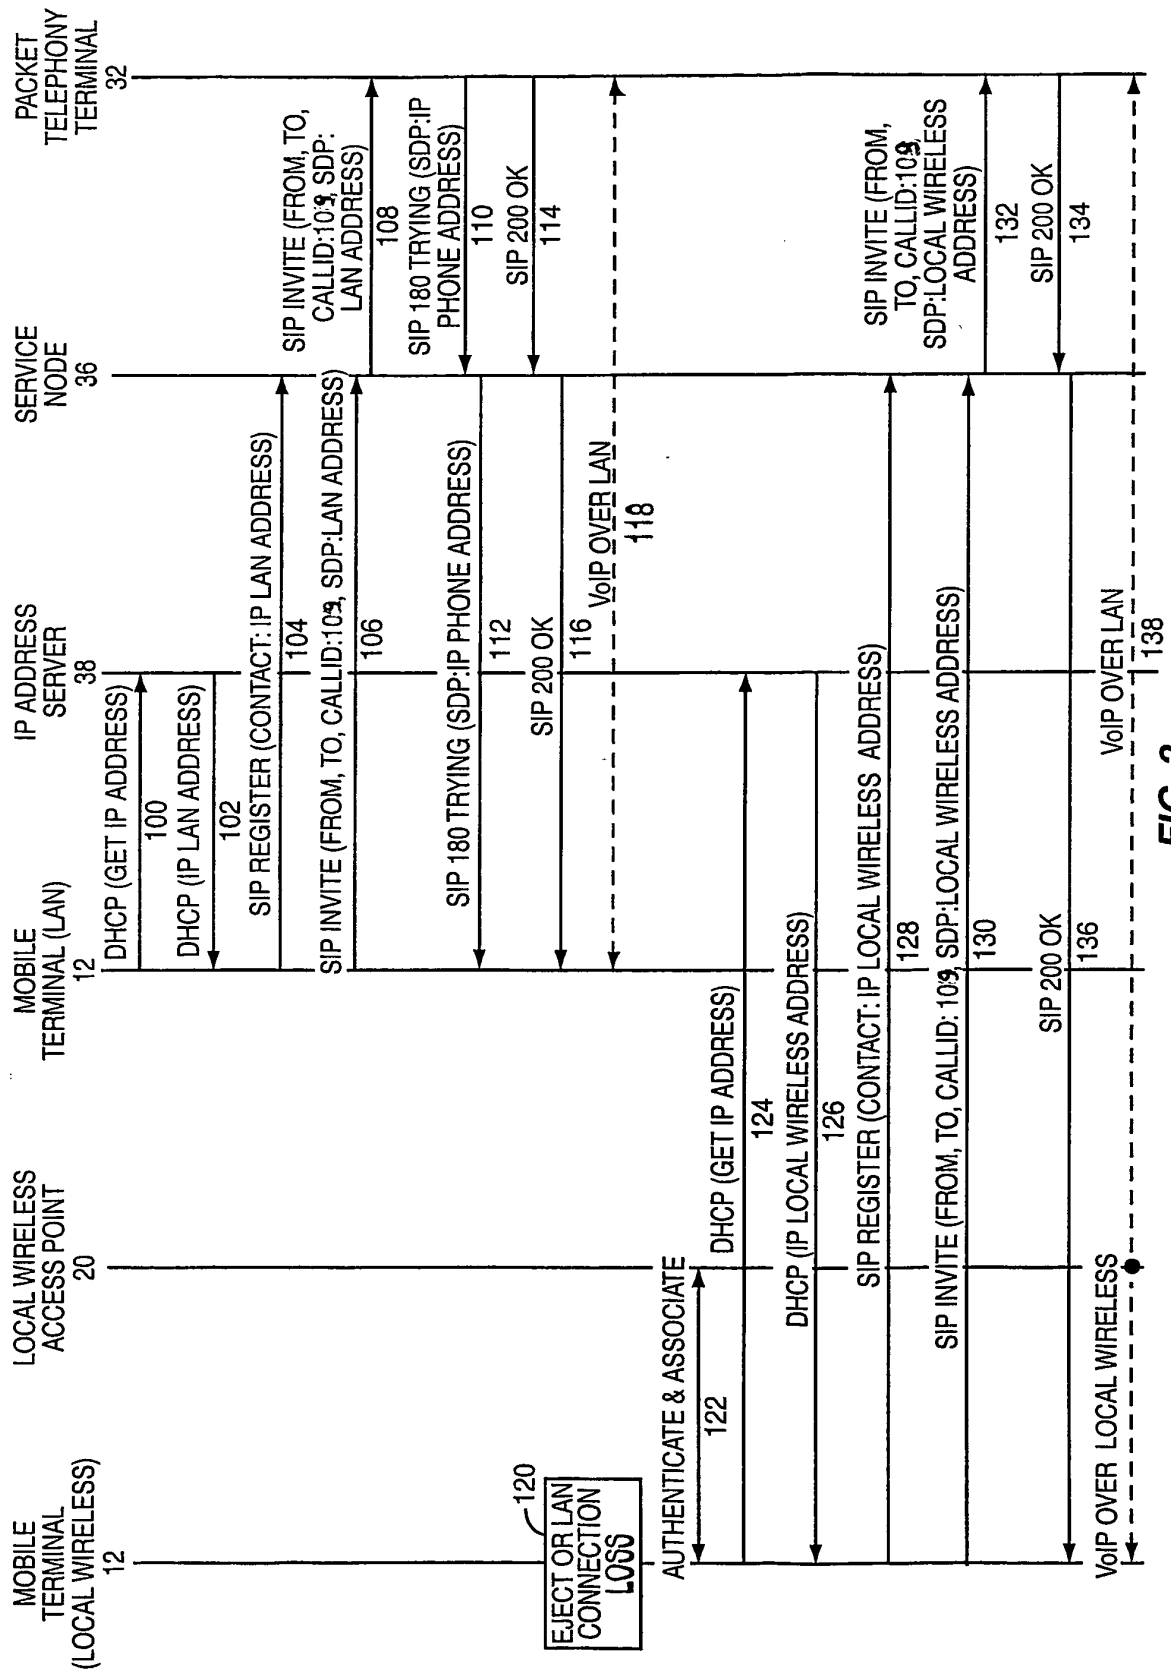 MOBILE
TERMINAL
(LOCAL WIRELESS)
12
LOCAL WIRELESS
ACCESS POINT
20
MOBILE
TERMINAL (LAN)
12
IP ADDRESS
SERVER
38
SERVICE
NODE
36
PACKET
TELEPHONY
TERMINAL
32
DHCP (GET IP ADDRESS)
100
DHCP (IP LAN ADDRESS)
102
SIP REGISTER (CONTACT: IP LAN ADDRESS)
104
SIP INVITE (FROM, TO, CALLID:109, SDP:LAN ADDRESS)
106
SIP INVITE (FROM, TO,
CALLID:109, SDP:
LAN ADDRESS)
108
SIP 180 TRYING (SDP:IP
PHONE ADDRESS)
110
SIP 180 TRYING (SDP:IP PHONE ADDRESS)
112
SIP 200 OK
114
SIP 200 OK
116
VoIP OVER LAN
118
EJECT OR LAN
CONNECTION
LOSS
120
AUTHENTICATE & ASSOCIATE
122
DHCP (GET IP ADDRESS)
124
DHCP (IP LOCAL WIRELESS ADDRESS)
126
SIP REGISTER (CONTACT: IP LOCAL WIRELESS ADDRESS)
128
SIP INVITE (FROM, TO, CALLID: 109, SDP:LOCAL WIRELESS ADDRESS)
130
SIP INVITE (FROM,
TO, CALLID:109,
SDP:LOCAL WIRELESS
ADDRESS)
132
SIP 200 OK
134
SIP 200 OK
136
VoIP OVER LOCAL WIRELESS
VoIP OVER LAN
138